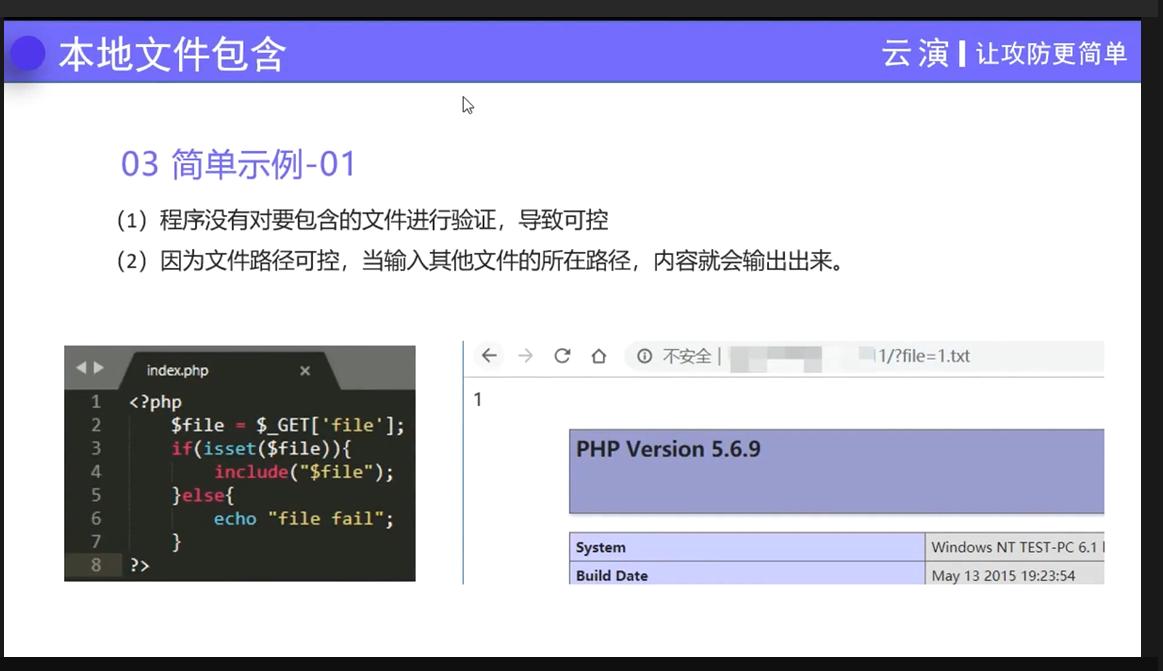 本地文件包含
云演 | 让攻防更简单
03 简单示例-01
(1) 程序没有对要包含的文件进行验证，导致可控
(2) 因为文件路径可控，当输入其他文件的所在路径，内容就会输出出来。
index.php ×
1 <?php
2 $file = $_GET['file'];
3 if(isset($file)){
4 include("$file");
5 }else{
6 echo "file fail";
7 }
8 ?>
不安全 | 1/?file=1.txt
1
PHP Version 5.6.9
System Windows NT TEST-PC 6.1
Build Date May 13 2015 19:23:54